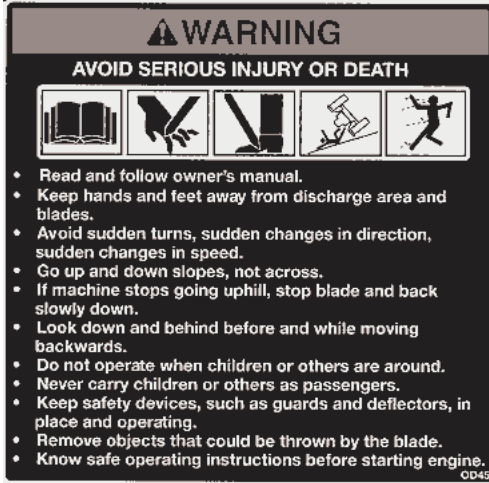 WARNING
AVOID SERIOUS INJURY OR DEATH
• Read and follow owner's manual.
• Keep hands and feet away from discharge area and
blades.
• Avoid sudden turns, sudden changes in direction,
sudden changes in speed.
• Go up and down slopes, not across.
• If machine stops going uphill, stop blade and back
slowly down.
• Look down and behind before and while moving
backwards.
• Do not operate when children or others are around.
• Never carry children or others as passengers.
• Keep safety devices, such as guards and deflectors, in
place and operating.
• Remove objects that could be thrown by the blade.
• Know safe operating instructions before starting engine.
OD45